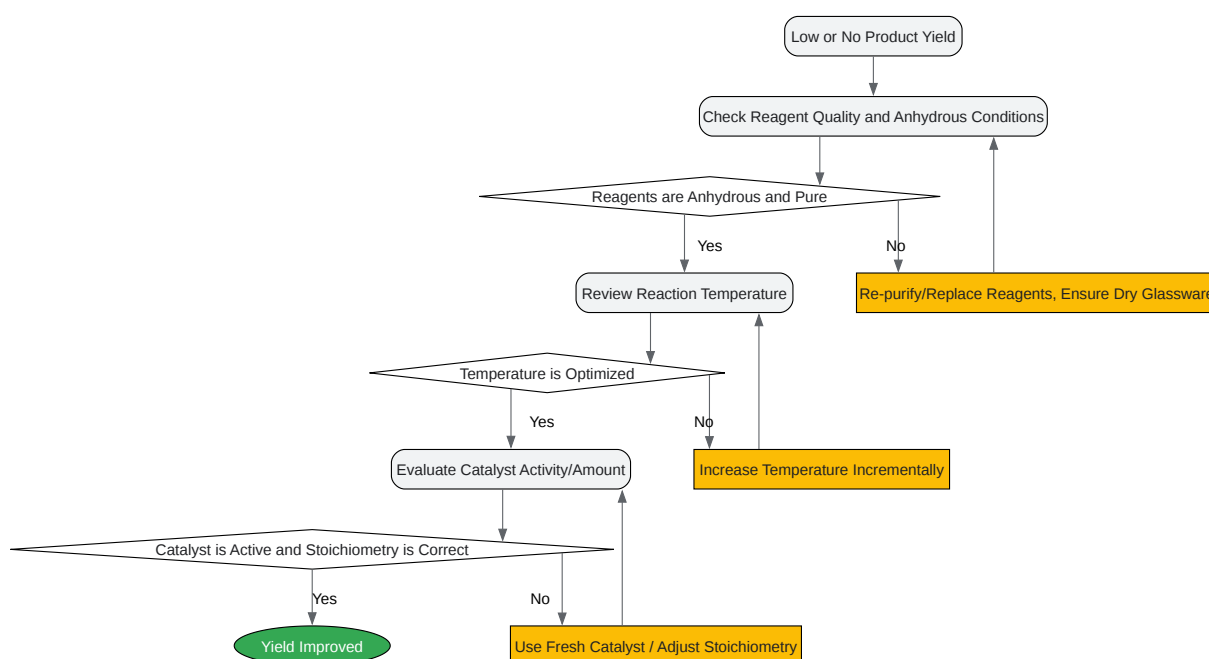 Low or No Product Yield
Check Reagent Quality and Anhydrous Conditions
Reagents are Anhydrous and Pure
Yes
No
Review Reaction Temperature
Re-purify/Replace Reagents, Ensure Dry Glassware
Temperature is Optimized
Yes
No
Evaluate Catalyst Activity/Amount
Increase Temperature Incrementally
Catalyst is Active and Stoichiometry is Correct
Yes
No
Yield Improved
Use Fresh Catalyst / Adjust Stoichiometry